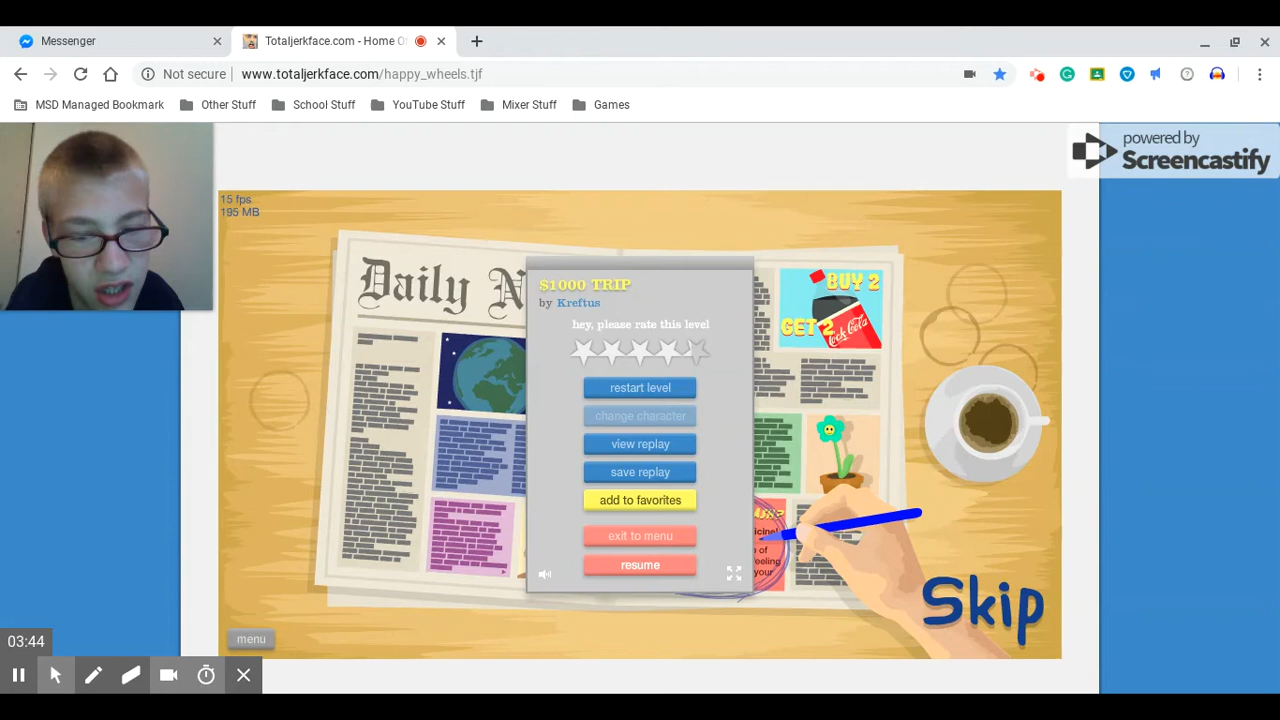 Messenger
Totaljerkface.com - Home O
Not secure
www.totaljerkface.com/happy_wheels.tjf
MSD Managed Bookmark
Other Stuff
School Stuff
YouTube Stuff
Mixer Stuff
Games
powered by
Screencastify
15 fps
195 MB
Daily N
BUY 2
GET 2
$1000 TRIP
by Kreftus
hey, please rate this level
restart level
change character
view replay
save replay
add to favorites
exit to menu
resume
of
feeling
your
Skip
menu
03:44